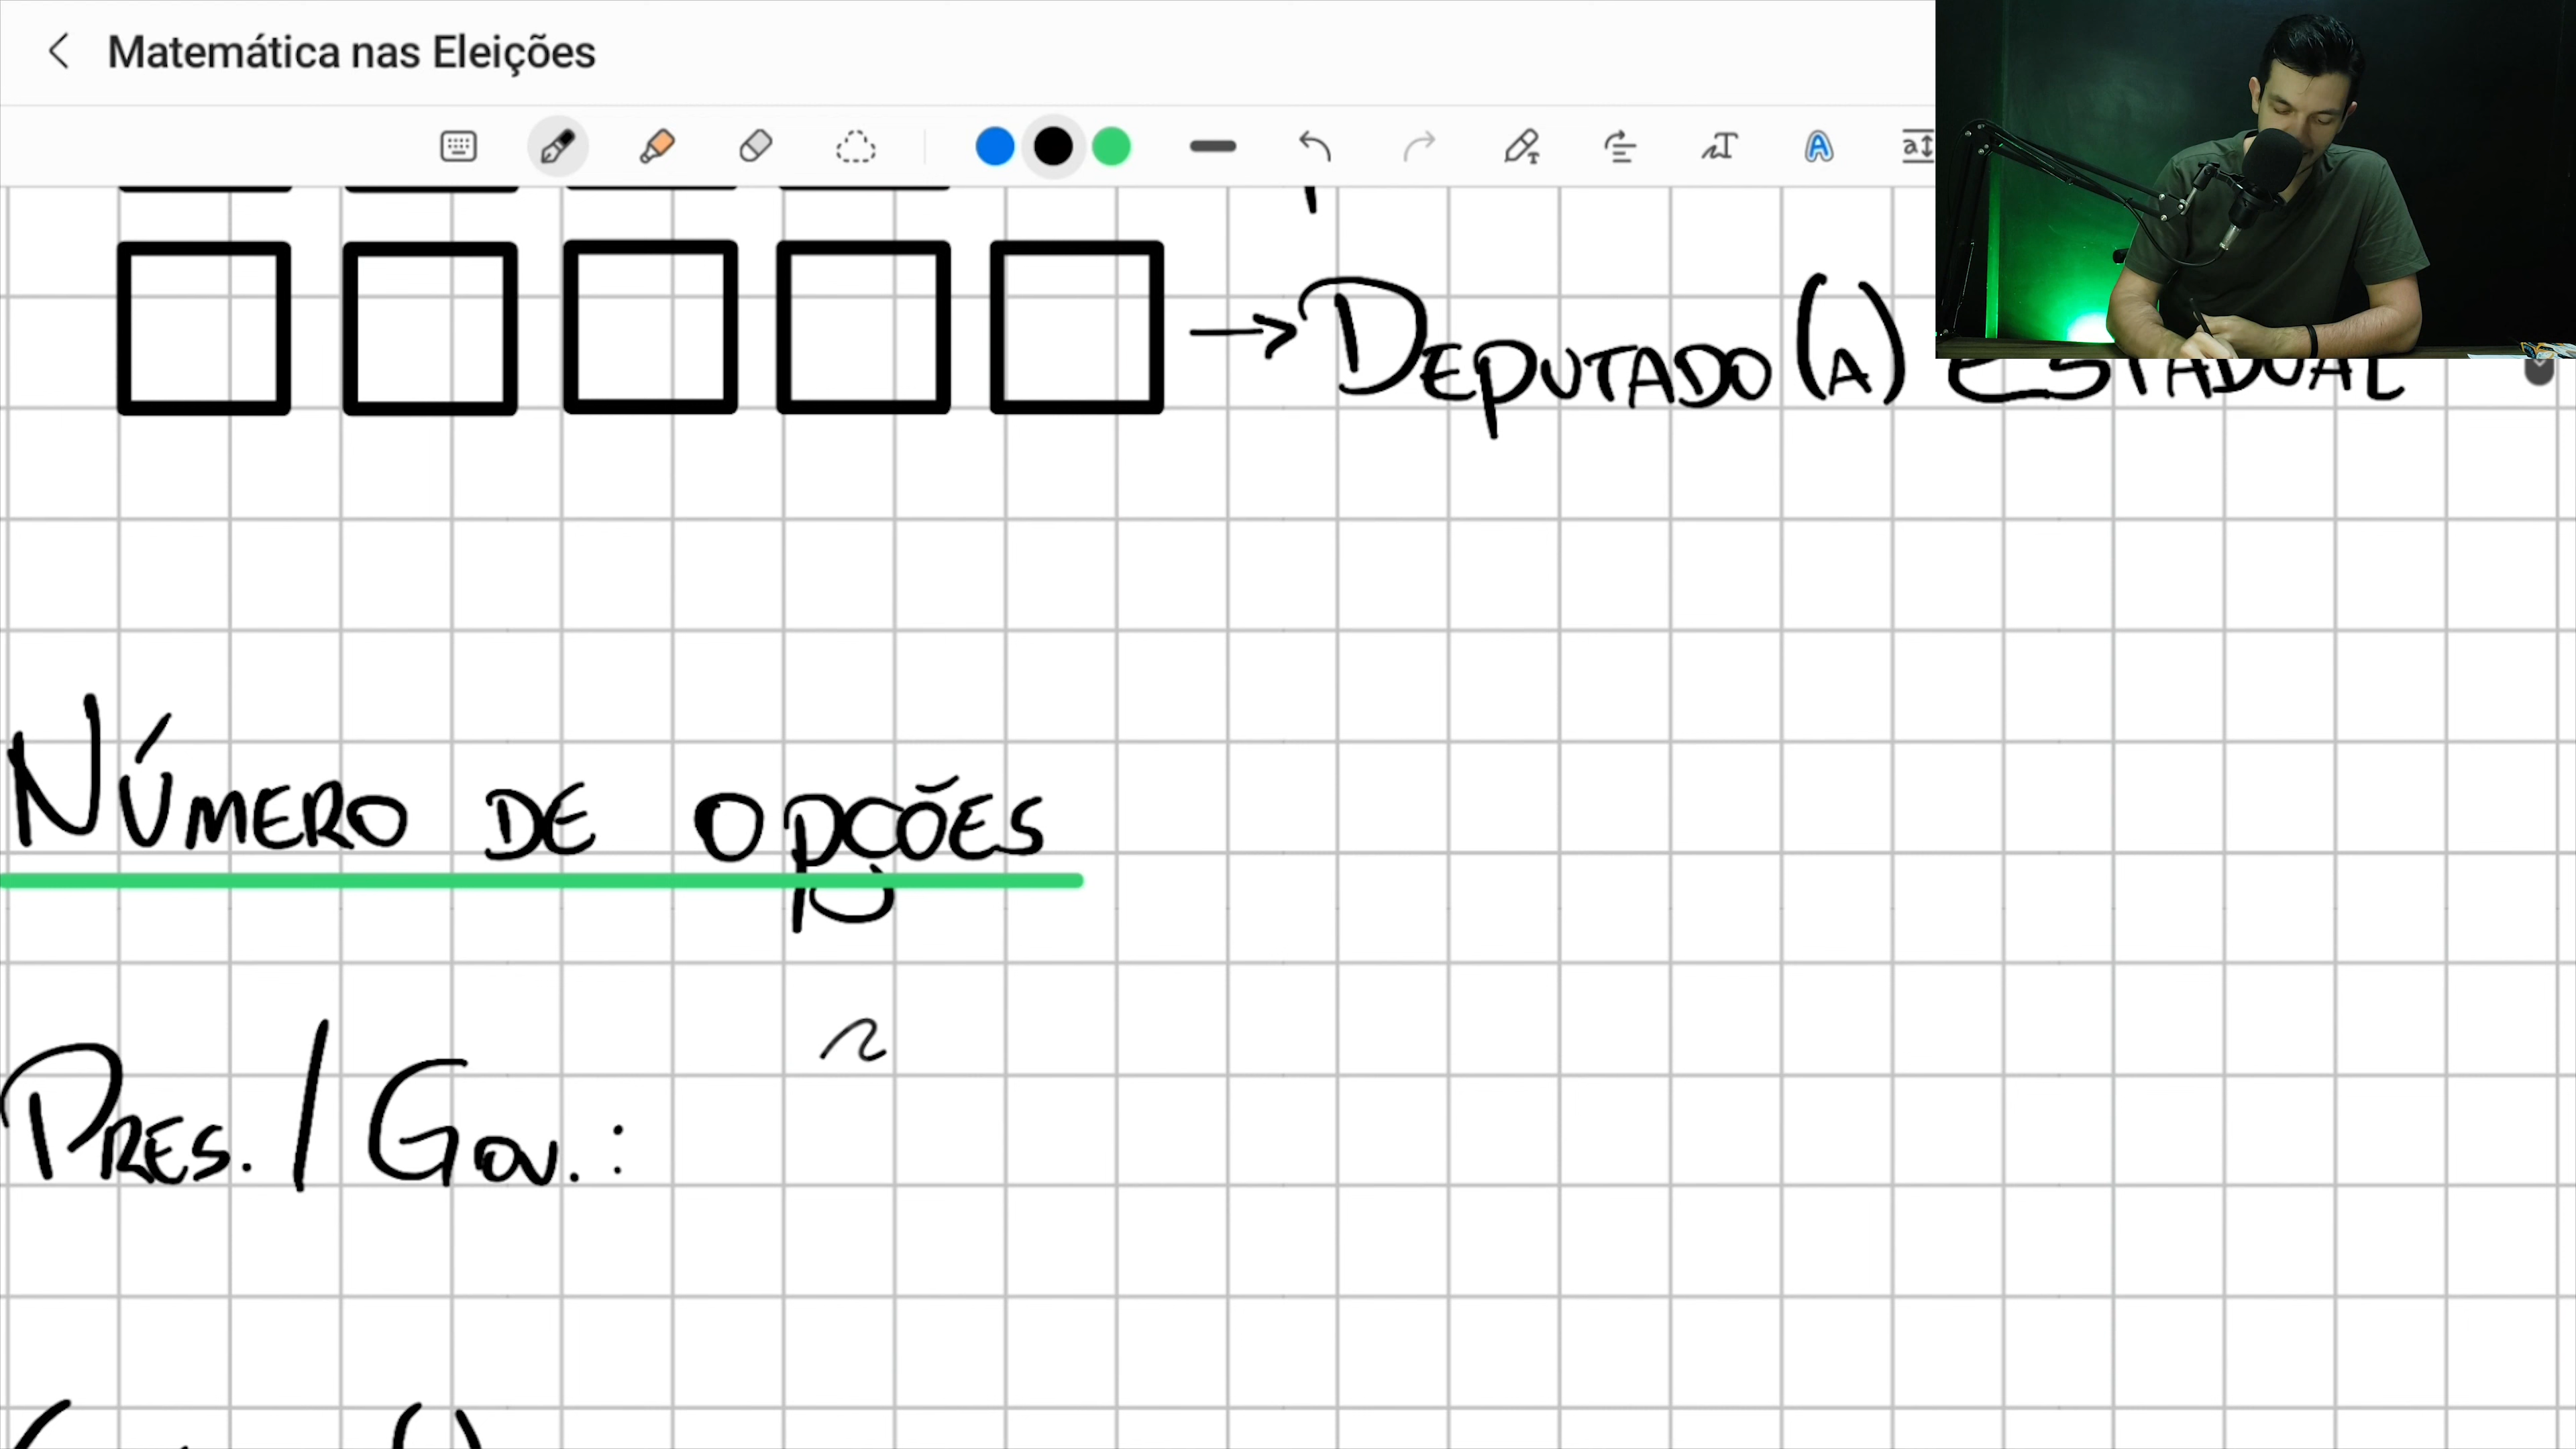 Matemática nas Eleições
→ DEPUTADO(A) ESTADUAL
NÚMERO DE OPÇÕES
PRES. / GOV.: